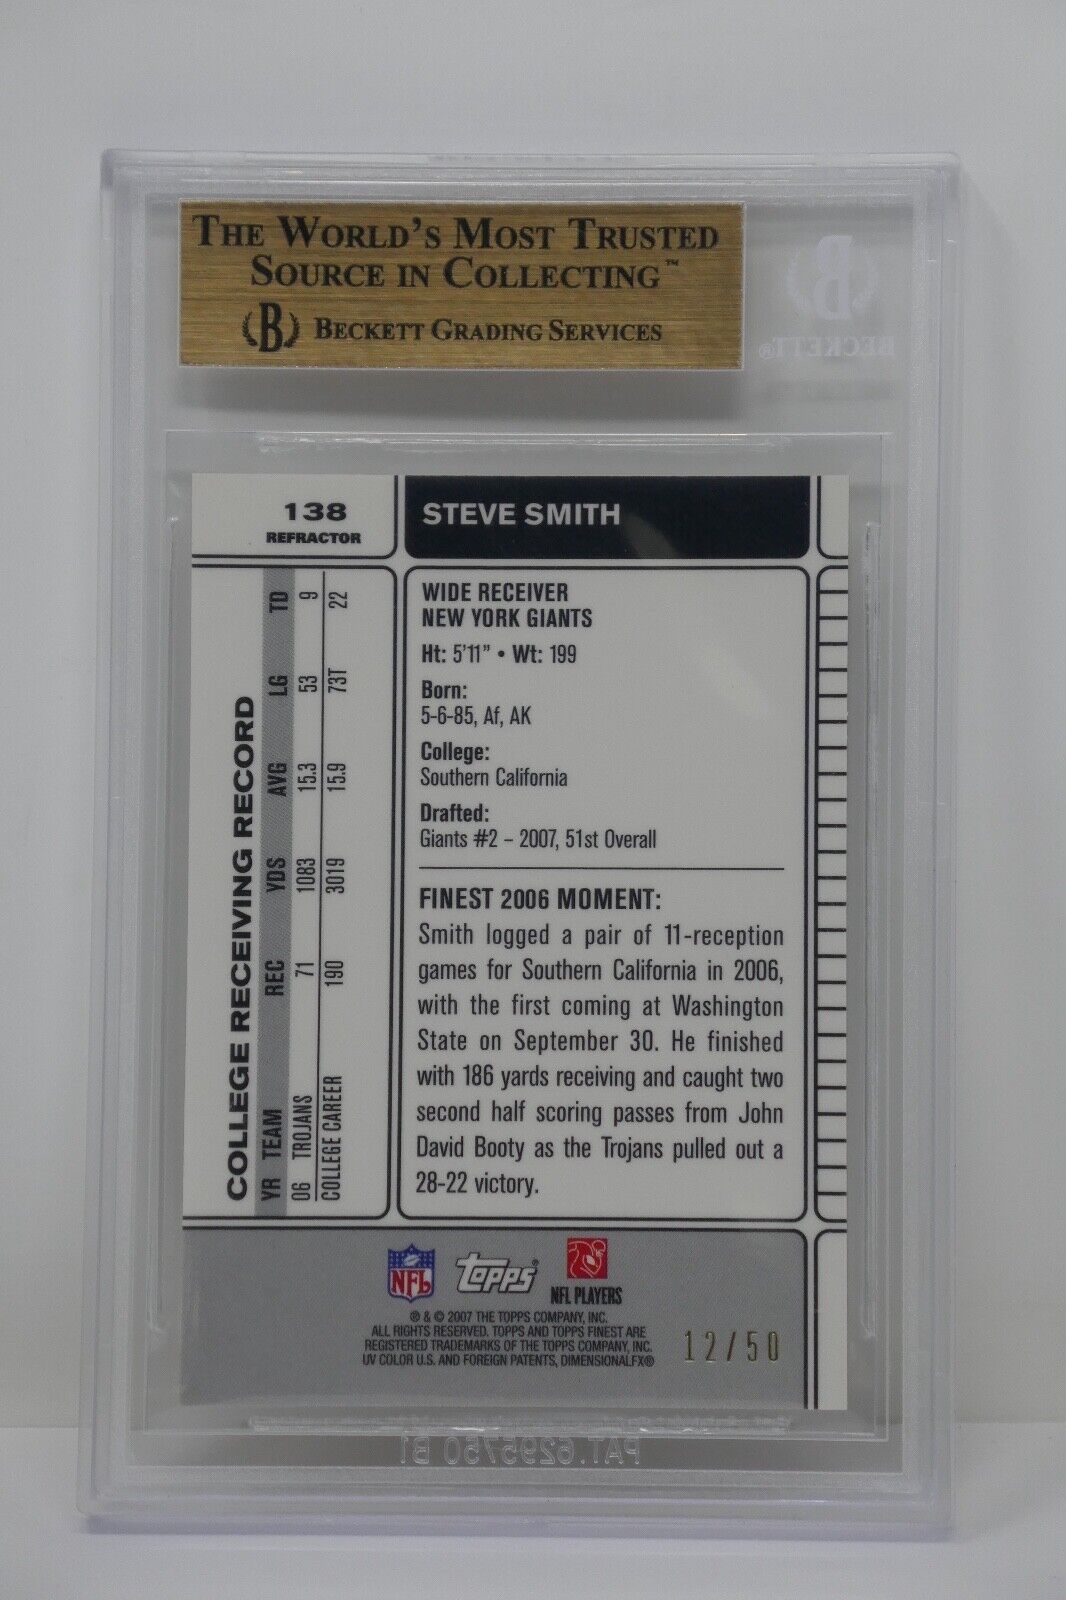 THE WORLD'S MOST TRUSTED
SOURCE IN COLLECTING™
B BECKETT GRADING SERVICES
B
BECKETT®
138
REFRACTOR
STEVE SMITH
COLLEGE RECEIVING RECORD
YR TEAM REC YDS AVG LG TD
06 TROJANS 71 1083 15.3 53 9
COLLEGE CAREER 190 3019 15.9 73T 22
WIDE RECEIVER
NEW YORK GIANTS
Ht: 5'11" • Wt: 199
Born:
5-6-85, Af, AK
College:
Southern California
Drafted:
Giants #2 – 2007, 51st Overall
FINEST 2006 MOMENT:
Smith logged a pair of 11-reception
games for Southern California in 2006,
with the first coming at Washington
State on September 30. He finished
with 186 yards receiving and caught two
second half scoring passes from John
David Booty as the Trojans pulled out a
28-22 victory.
NFL topps® NFL PLAYERS
® & © 2007 THE TOPPS COMPANY, INC.
ALL RIGHTS RESERVED. TOPPS AND TOPPS FINEST ARE
REGISTERED TRADEMARKS OF THE TOPPS COMPANY, INC.
UV COLOR U.S. AND FOREIGN PATENTS, DIMENSIONALFX®
12/50
PAT.6295750 B1